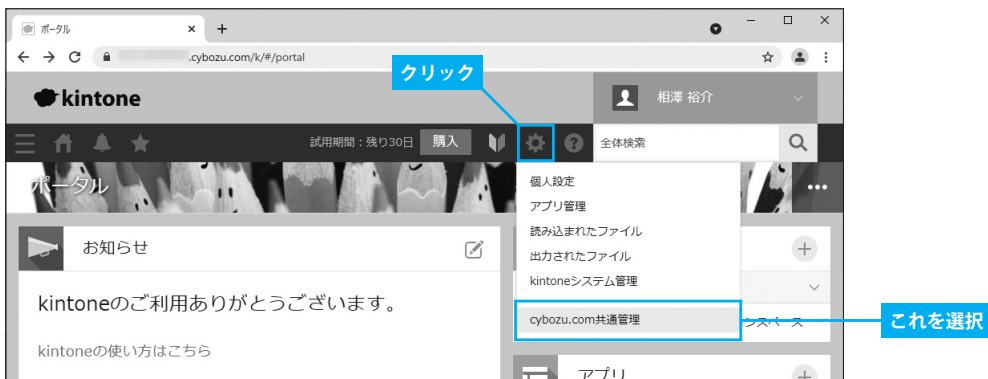 ポータル
.cybozu.com/k/#/portal
クリック
kintone
相澤 裕介
試用期間：残り30日 購入
全体検索
ポータル
個人設定
アプリ管理
読み込まれたファイル
出力されたファイル
kintoneシステム管理
cybozu.com共通管理
これを選択
お知らせ
kintoneのご利用ありがとうございます。
kintoneの使い方はこちら
ンスペース
アプリ